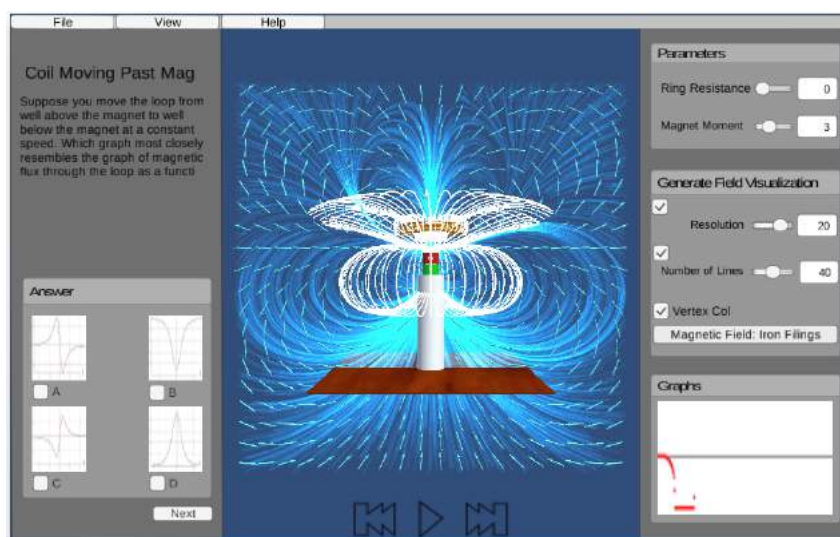 File View Help
Coil Moving Past Mag
Suppose you move the loop from
well above the magnet to well
below the magnet at a constant
speed. Which graph most closely
resembles the graph of magnetic
flux through the loop as a functi
Answer
A B
C D
Next
Parameters
Ring Resistance 0
Magnet Moment 3
Generate Field Visualization
Resolution 20
Number of Lines 40
Vertex Col
Magnetic Field: Iron Filings
Graphs